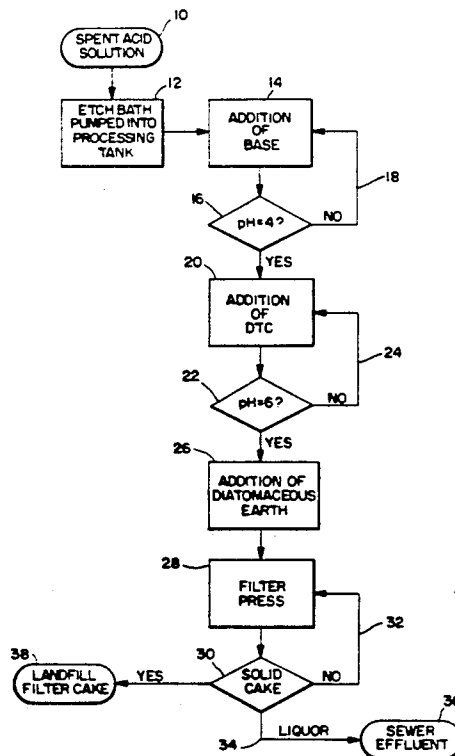 10
SPENT ACID
SOLUTION
12
ETCH BATH
PUMPED INTO
PROCESSING
TANK
14
ADDITION
OF
BASE
16
pH=4?
NO
18
YES
20
ADDITION
OF
DTC
22
pH=6?
NO
24
YES
26
ADDITION OF
DIATOMACEOUS
EARTH
28
FILTER
PRESS
30
SOLID
CAKE
NO
32
YES
38
LANDFILL
FILTER CAKE
34
LIQUOR
36
SEWER
EFFLUENT